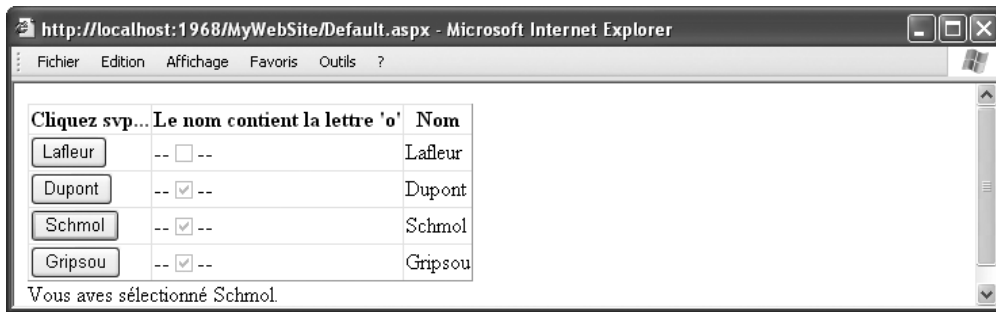 http://localhost:1968/MyWebSite/Default.aspx - Microsoft Internet Explorer
Fichier Edition Affichage Favoris Outils ?
Cliquez svp... Le nom contient la lettre 'o' Nom
Lafleur -- -- Lafleur
Dupont -- -- Dupont
Schmol -- -- Schmol
Gripsou -- -- Gripsou
Vous aves sélectionné Schmol.